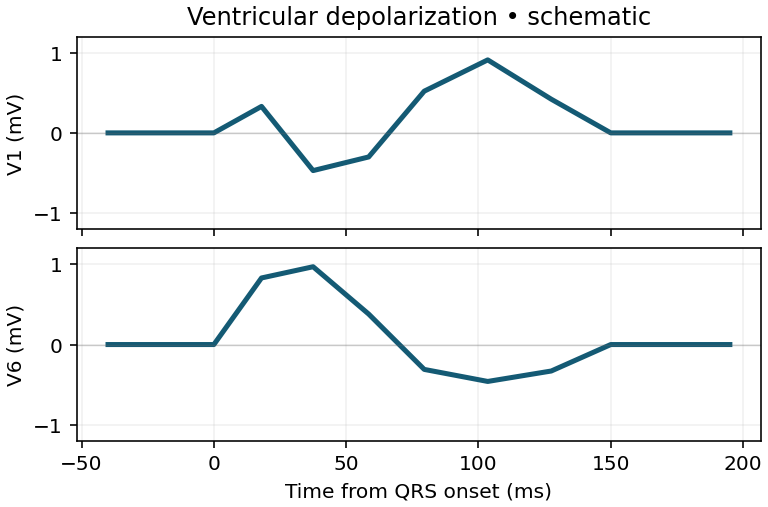 Ventricular depolarization • schematic
1
0
−1
V1 (mV)
1
0
−1
V6 (mV)
−50 0 50 100 150 200
Time from QRS onset (ms)